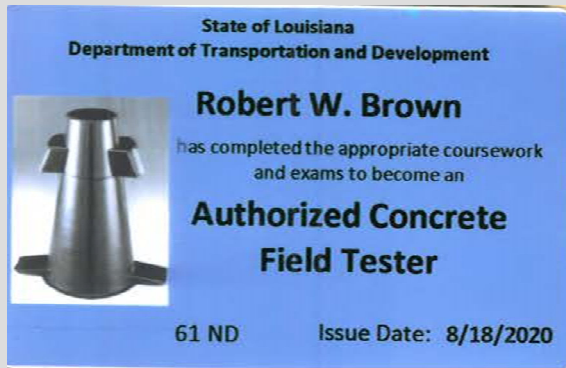 State of Louisiana
Department of Transportation and Development
Robert W. Brown
has completed the appropriate coursework
and exams to become an
Authorized Concrete
Field Tester
61 ND Issue Date: 8/18/2020